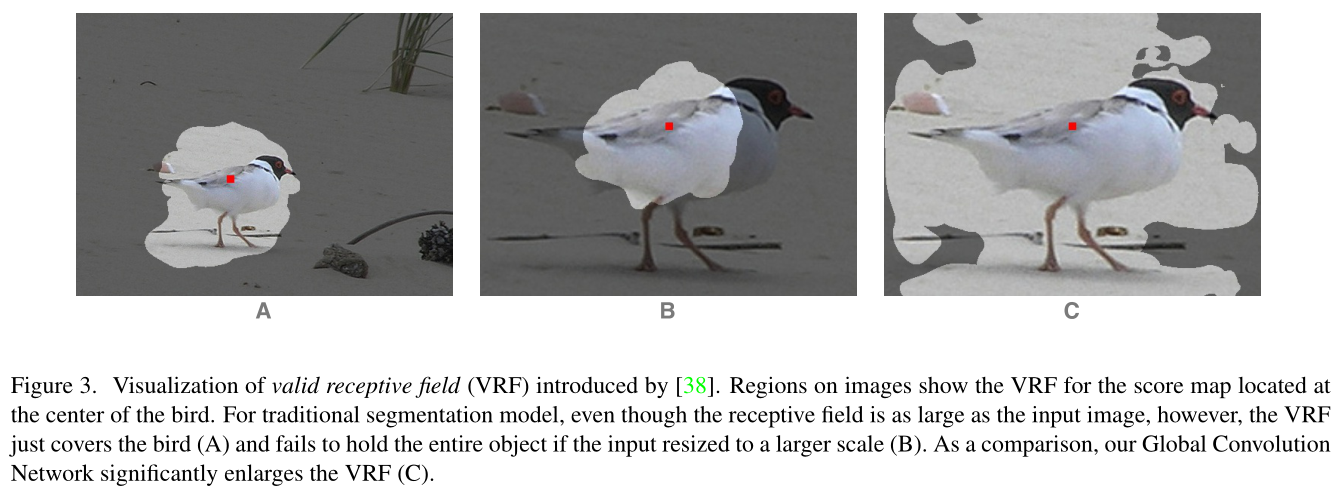 A
B
C
Figure 3. Visualization of valid receptive field (VRF) introduced by [38]. Regions on images show the VRF for the score map located at
the center of the bird. For traditional segmentation model, even though the receptive field is as large as the input image, however, the VRF
just covers the bird (A) and fails to hold the entire object if the input resized to a larger scale (B). As a comparison, our Global Convolution
Network significantly enlarges the VRF (C).